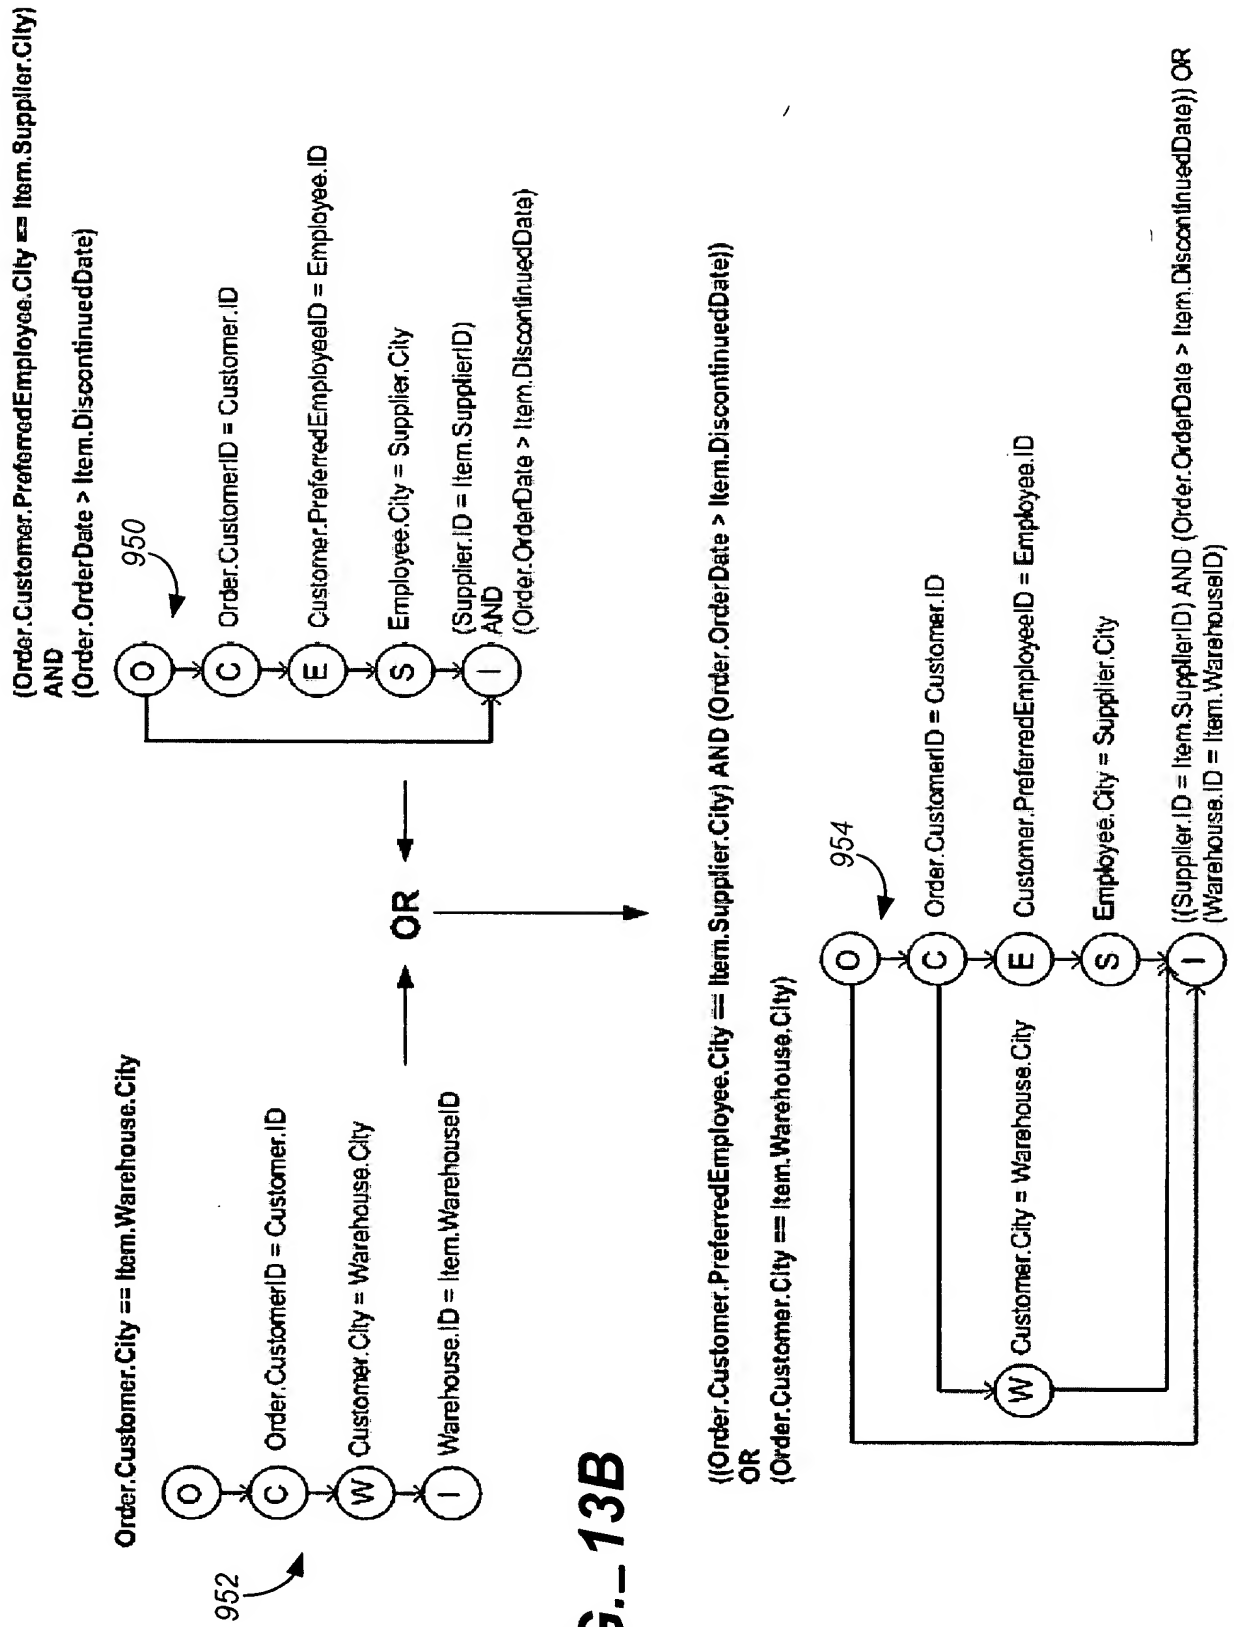 Order.Customer.City == Item.Warehouse.City
952
O
C Order.CustomerID = Customer.ID
W Customer.City = Warehouse.City
I Warehouse.ID = Item.WarehouseID
OR
(Order.Customer.PreferredEmployee.City == Item.Supplier.City)
AND
(Order.OrderDate > Item.DiscontinuedDate)
950
O
C Order.CustomerID = Customer.ID
E Customer.PreferredEmployeeID = Employee.ID
S Employee.City = Supplier.City
(Supplier.ID = Item.SupplierID)
I AND
(Order.OrderDate > Item.DiscontinuedDate)
G._13B
((Order.Customer.PreferredEmployee.City == Item.Supplier.City) AND (Order.OrderDate > Item.DiscontinuedDate))
OR
(Order.Customer.City == Item.Warehouse.City)
954
O
C Order.CustomerID = Customer.ID
W Customer.City = Warehouse.City
E Customer.PreferredEmployeeID = Employee.ID
S Employee.City = Supplier.City
I ((Supplier.ID = Item.SupplierID) AND (Order.OrderDate > Item.DiscontinuedDate)) OR
(Warehouse.ID = Item.WarehouseID)